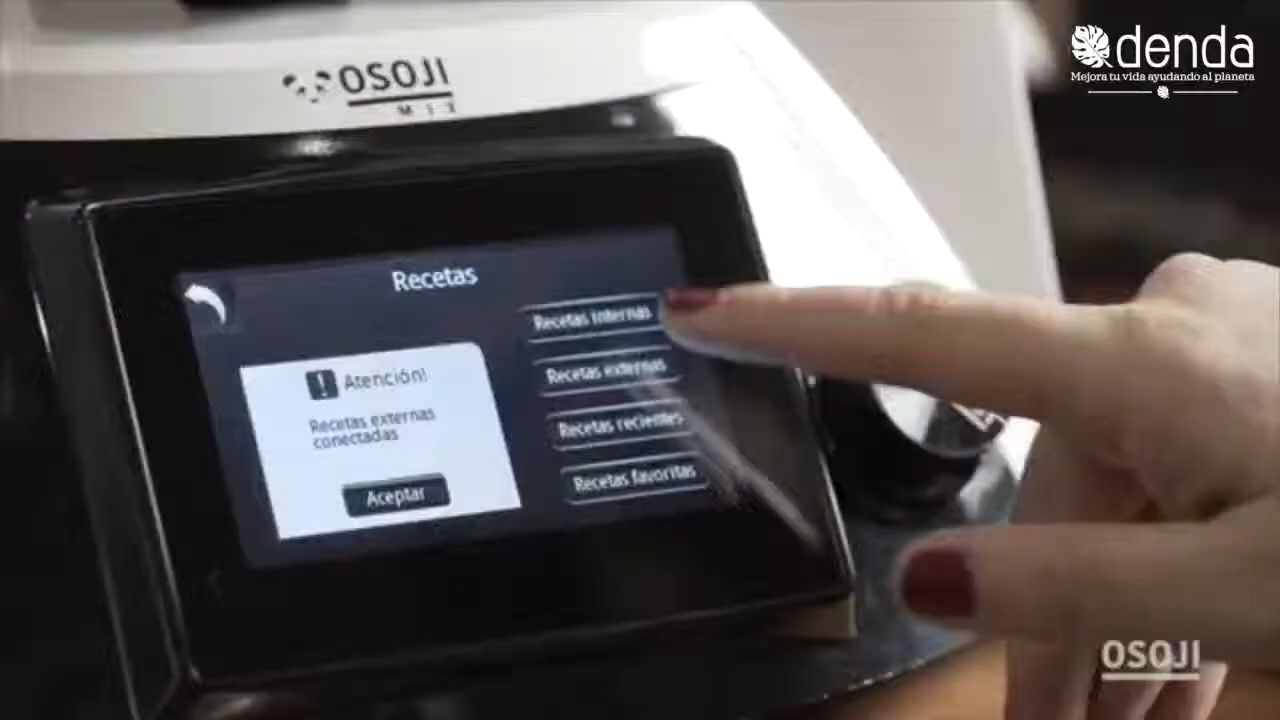 OSOJI
MIX
denda
Mejora tu vida ayudando al planeta
Recetas
Atención!
Recetas externas
conectadas
Aceptar
Recetas internas
Recetas externas
Recetas recientes
Recetas favoritas
OSOJI